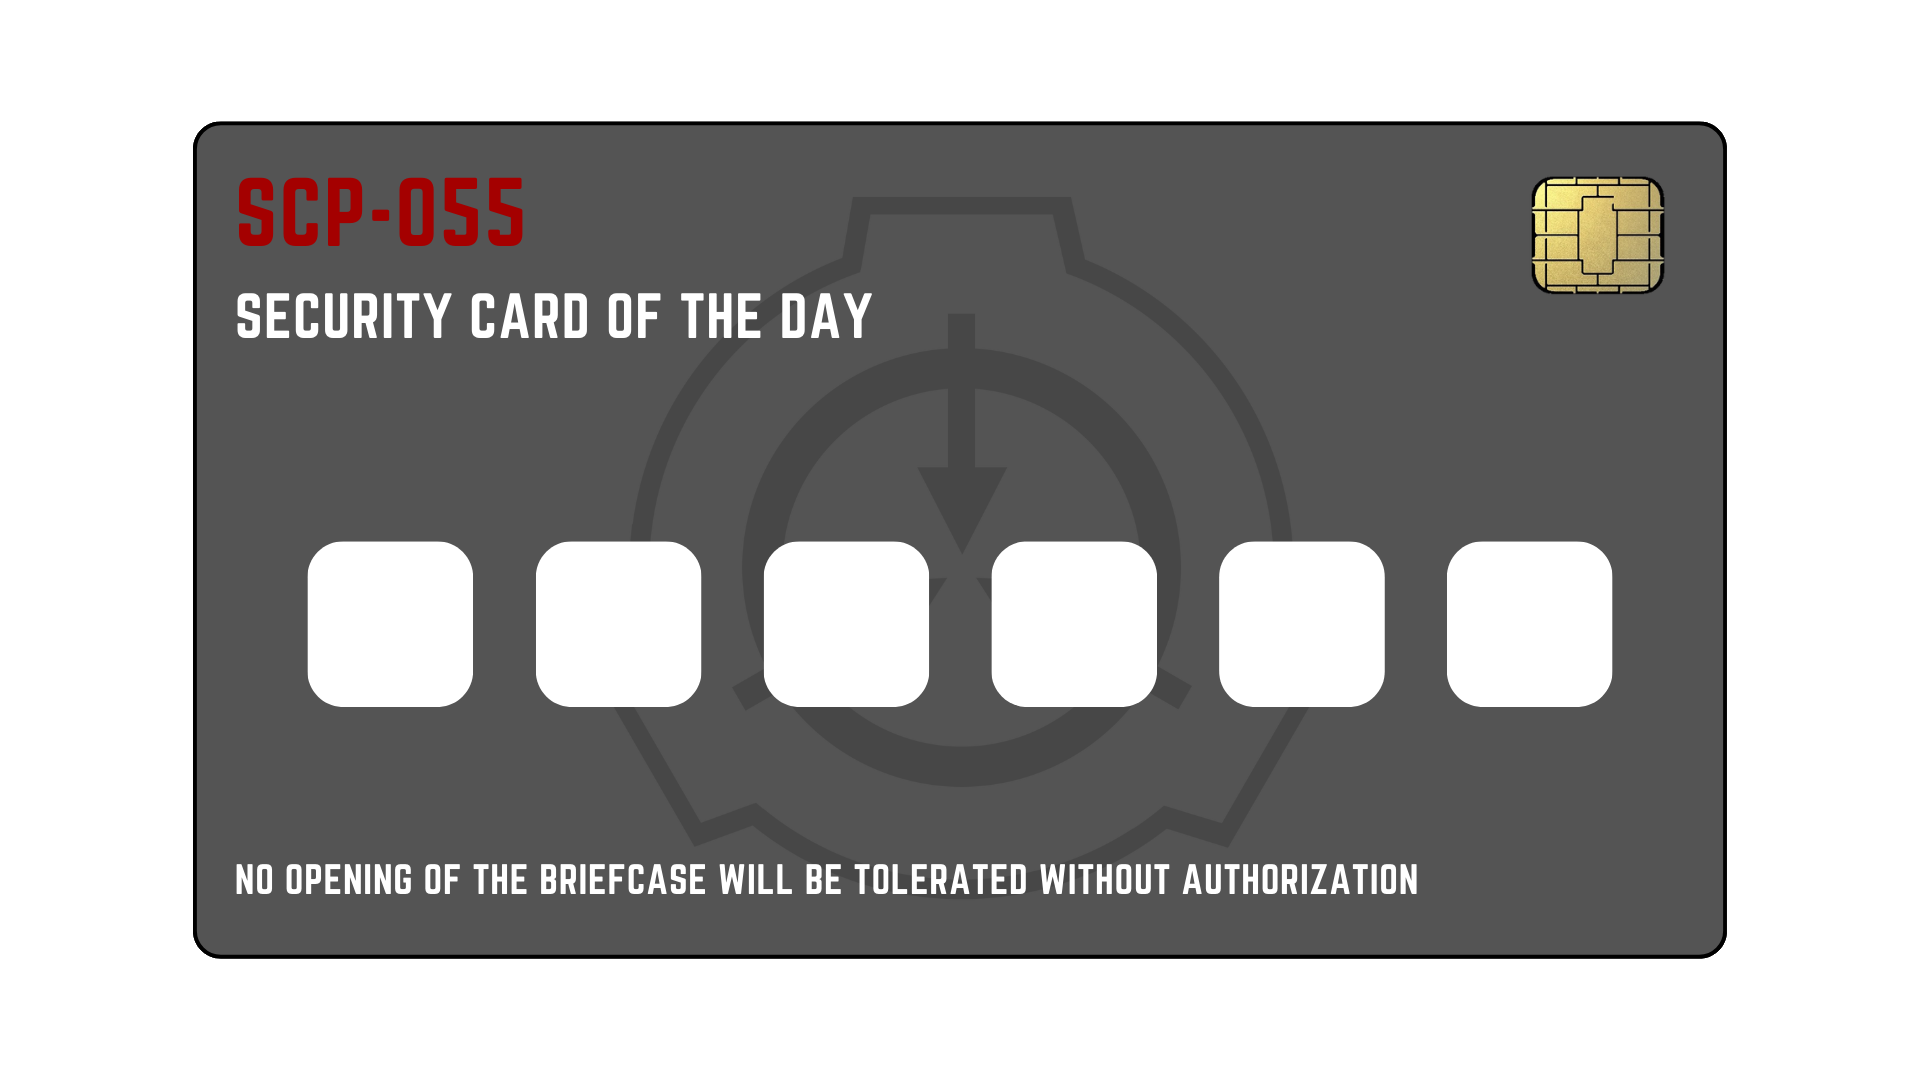 SCP-055
SECURITY CARD OF THE DAY
NO OPENING OF THE BRIEFCASE WILL BE TOLERATED WITHOUT AUTHORIZATION